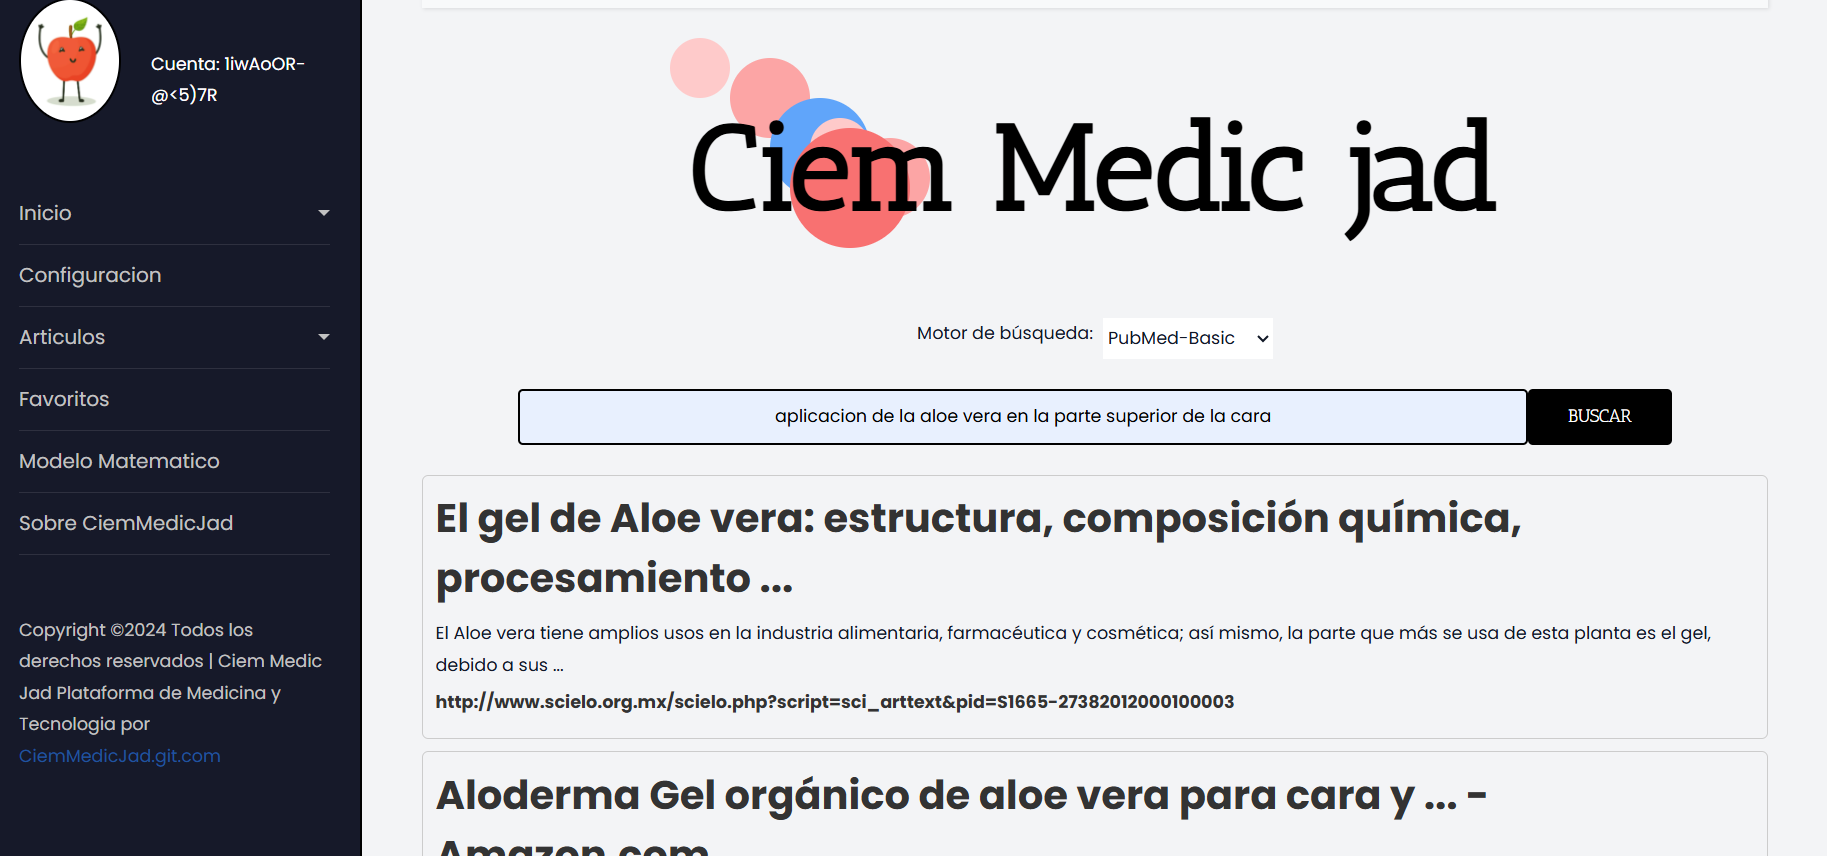 Cuenta: 1iwAoOR-
@<5)7R
Inicio
Configuracion
Articulos
Favoritos
Modelo Matematico
Sobre CiemMedicJad
Copyright ©2024 Todos los
derechos reservados | Ciem Medic
Jad Plataforma de Medicina y
Tecnologia por
CiemMedicJad.git.com
Ciem Medic jad
Motor de búsqueda: PubMed-Basic
aplicacion de la aloe vera en la parte superior de la cara BUSCAR
El gel de Aloe vera: estructura, composición química,
procesamiento ...
El Aloe vera tiene amplios usos en la industria alimentaria, farmacéutica y cosmética; así mismo, la parte que más se usa de esta planta es el gel,
debido a sus ...
http://www.scielo.org.mx/scielo.php?script=sci_arttext&pid=S1665-27382012000100003
Aloderma Gel orgánico de aloe vera para cara y ... -
Amazon.com